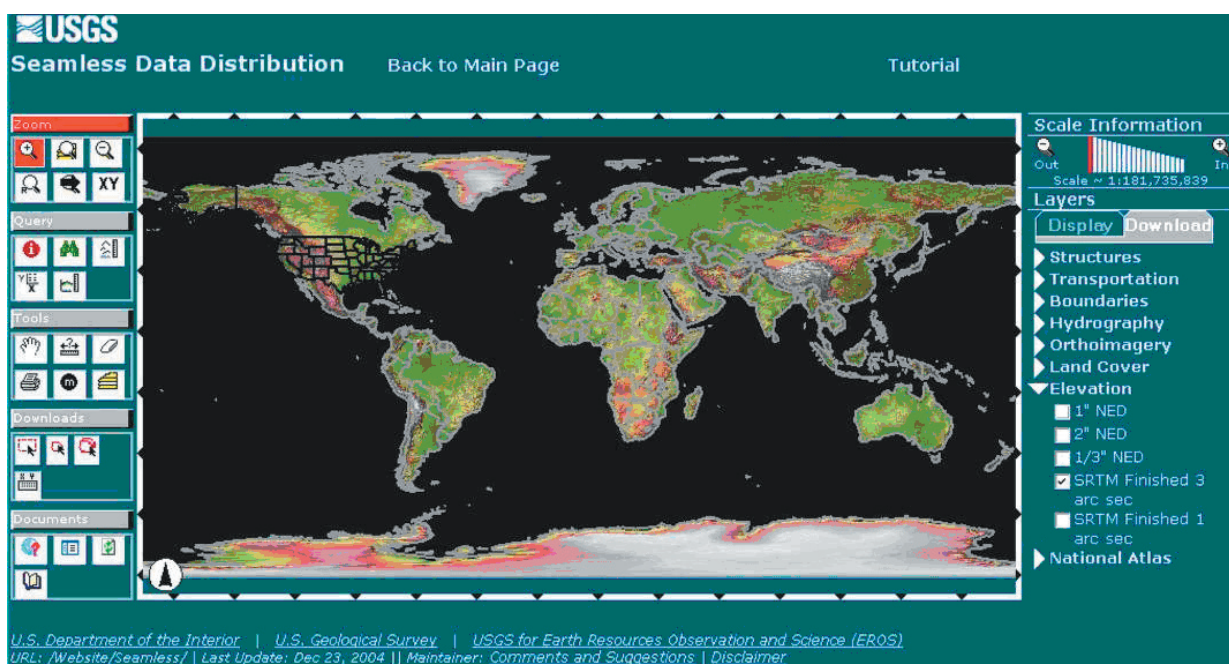 USGS
Seamless Data Distribution Back to Main Page Tutorial
Zoom
XY
Query
Tools
m
Downloads
X Y
Documents
Scale Information
Out In
Scale ~ 1:181,735,839
Layers
Display Download
Structures
Transportation
Boundaries
Hydrography
Orthoimagery
Land Cover
Elevation
1" NED
2" NED
1/3" NED
SRTM Finished 3
arc sec
SRTM Finished 1
arc sec
National Atlas
U.S. Department of the Interior | U.S. Geological Survey | USGS for Earth Resources Observation and Science (EROS)
URL: /Website/Seamless/ | Last Update: Dec 23, 2004 || Maintainer: Comments and Suggestions | Disclaimer